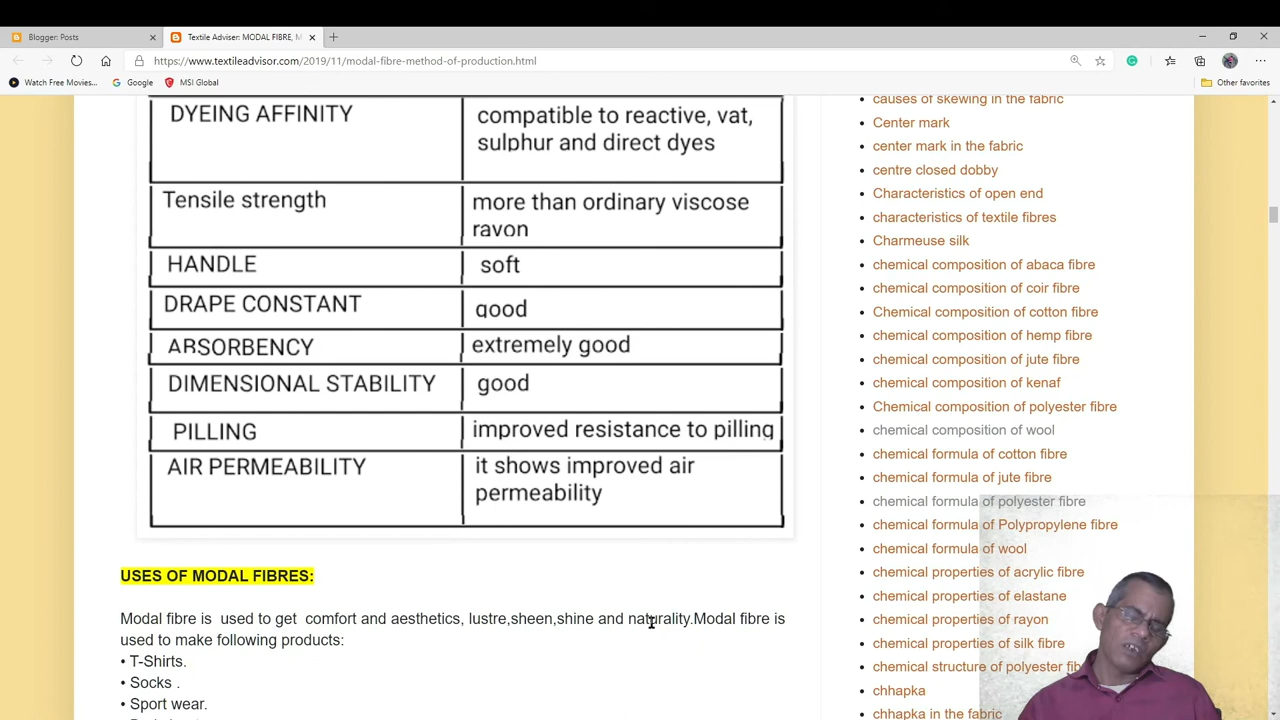 Blogger: Posts
Textile Adviser: MODAL FIBRE, M
https://www.textileadvisor.com/2019/11/modal-fibre-method-of-production.html
Watch Free Movies...
Google
MSI Global
Other favorites
DYEING AFFINITY
compatible to reactive, vat,
sulphur and direct dyes
Tensile strength
more than ordinary viscose
rayon
HANDLE
soft
DRAPE CONSTANT
good
ABSORBENCY
extremely good
DIMENSIONAL STABILITY
good
PILLING
improved resistance to pilling
AIR PERMEABILITY
it shows improved air
permeability
USES OF MODAL FIBRES:
Modal fibre is used to get comfort and aesthetics, lustre,sheen,shine and naturality.Modal fibre is
used to make following products:
• T-Shirts.
• Socks .
• Sport wear.
causes of skewing in the fabric
Center mark
center mark in the fabric
centre closed dobby
Characteristics of open end
characteristics of textile fibres
Charmeuse silk
chemical composition of abaca fibre
chemical composition of coir fibre
Chemical composition of cotton fibre
chemical composition of hemp fibre
chemical composition of jute fibre
chemical composition of kenaf
Chemical composition of polyester fibre
chemical composition of wool
chemical formula of cotton fibre
chemical formula of jute fibre
chemical formula of polyester fibre
chemical formula of Polypropylene fibre
chemical formula of wool
chemical properties of acrylic fibre
chemical properties of elastane
chemical properties of rayon
chemical properties of silk fibre
chemical structure of polyester fib
chhapka
chhapka in the fabric